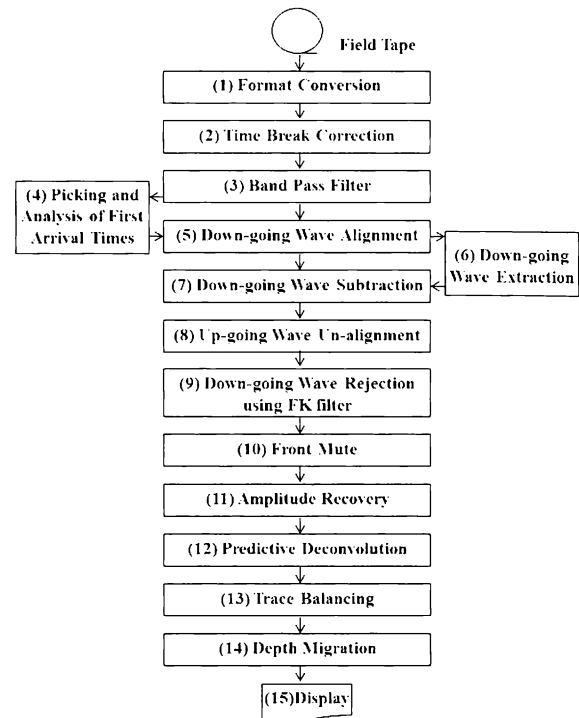 Field Tape
(1) Format Conversion
(2) Time Break Correction
(3) Band Pass Filter
(4) Picking and
Analysis of First
Arrival Times
(5) Down-going Wave Alignment
(6) Down-going
Wave Extraction
(7) Down-going Wave Subtraction
(8) Up-going Wave Un-alignment
(9) Down-going Wave Rejection
using FK filter
(10) Front Mute
(11) Amplitude Recovery
(12) Predictive Deconvolution
(13) Trace Balancing
(14) Depth Migration
(15)Display